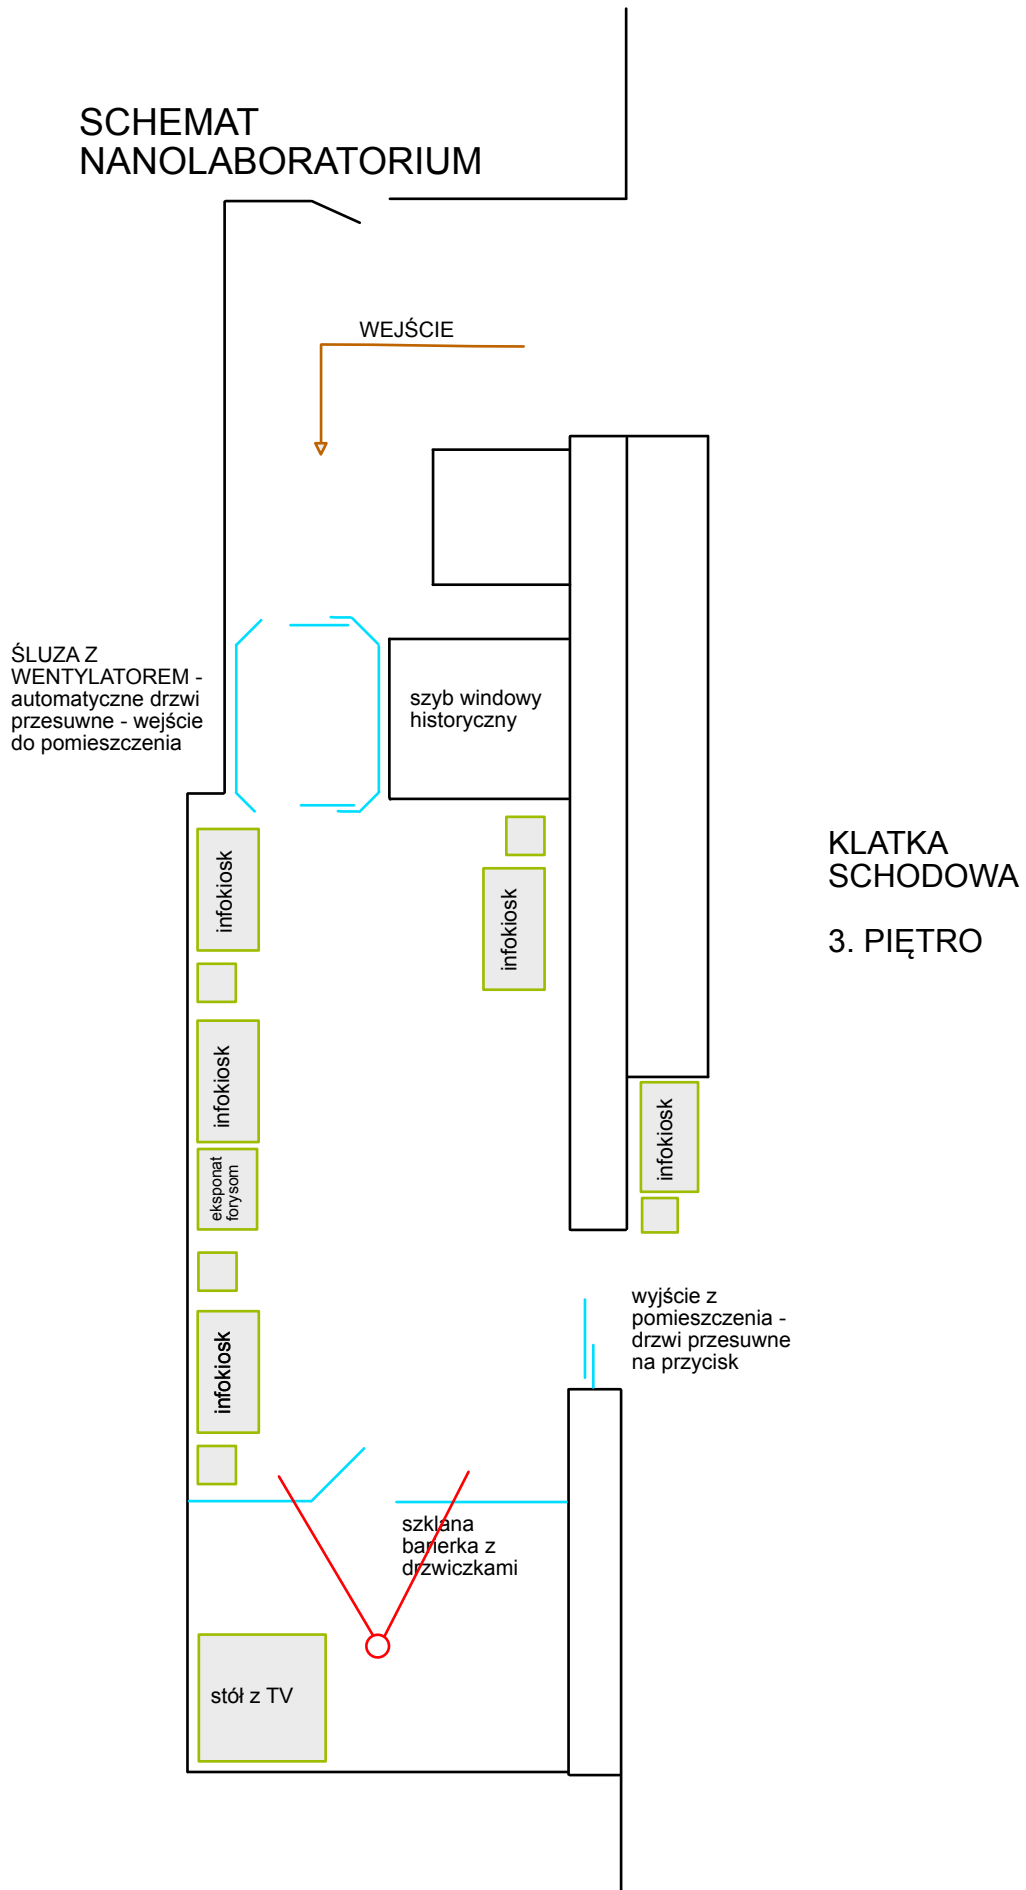 SCHEMAT
NANOLABORATORIUM
WEJŚCIE
ŚLUZA Z
WENTYLATOREM -
automatyczne drzwi
przesuwne - wejście
do pomieszczenia
szyb windowy
historyczny
infokiosk
infokiosk
KLATKA
SCHODOWA
3. PIĘTRO
infokiosk
infokiosk
eksponat
forysom
wyjście z
pomieszczenia -
drzwi przesuwne
na przycisk
infokiosk
szklana
barierka z
drzwiczkami
stół z TV